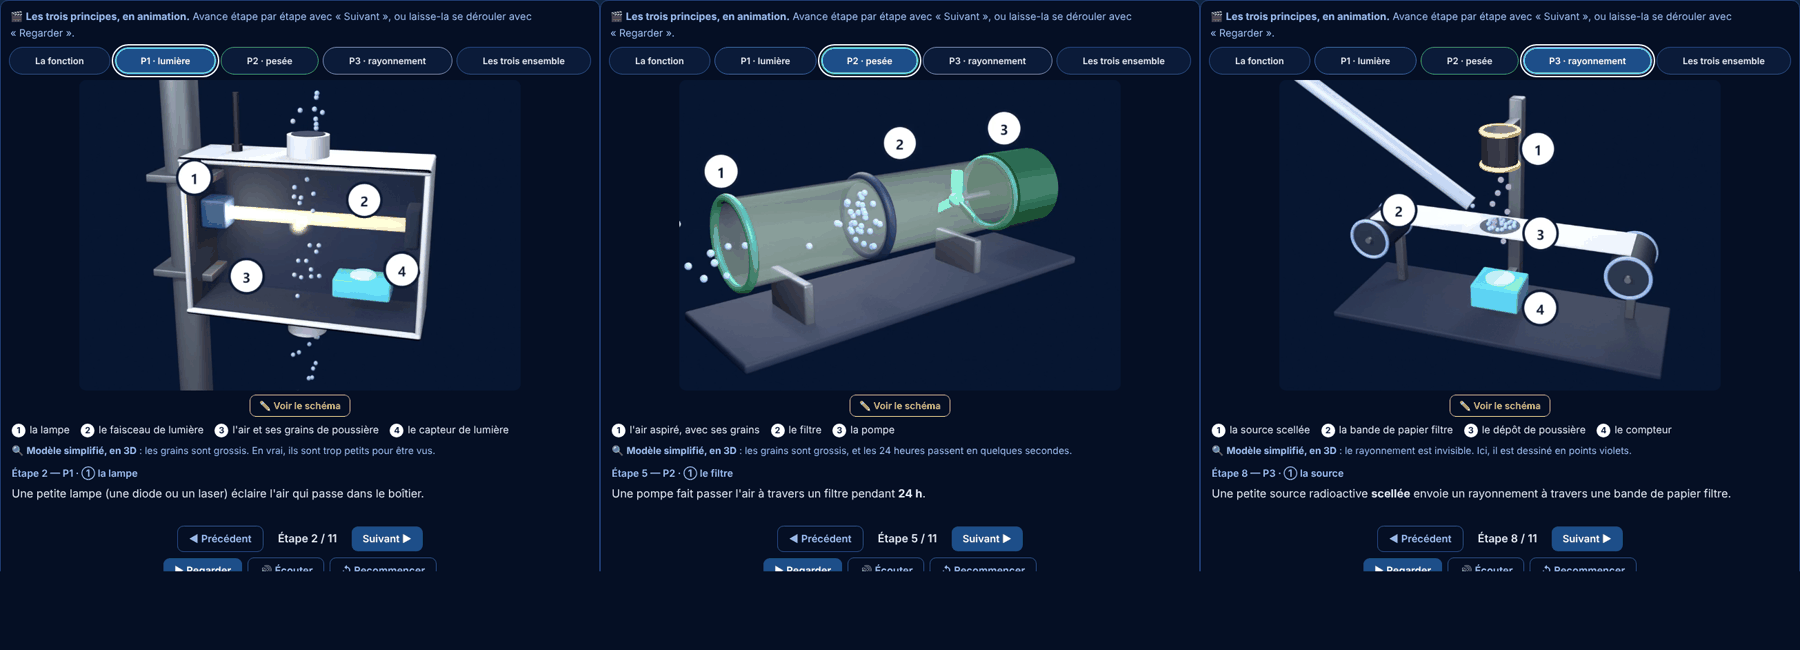 🎬 Les trois principes, en animation. Avance étape par étape avec « Suivant », ou laisse-la se dérouler avec
« Regarder ».
La fonction
P1 · lumière
P2 · pesée
P3 · rayonnement
Les trois ensemble
1
2
3
4
✏️ Voir le schéma
1 la lampe 2 le faisceau de lumière 3 l'air et ses grains de poussière 4 le capteur de lumière
🔍 Modèle simplifié, en 3D : les grains sont grossis. En vrai, ils sont trop petits pour être vus.
Étape 2 — P1 · ① la lampe
Une petite lampe (une diode ou un laser) éclaire l'air qui passe dans le boîtier.
◀ Précédent
Étape 2 / 11
Suivant ▶
▶ Regarder
🔊 Écouter
↺ Recommencer
🎬 Les trois principes, en animation. Avance étape par étape avec « Suivant », ou laisse-la se dérouler avec
« Regarder ».
La fonction
P1 · lumière
P2 · pesée
P3 · rayonnement
Les trois ensemble
1
2
3
✏️ Voir le schéma
1 l'air aspiré, avec ses grains 2 le filtre 3 la pompe
🔍 Modèle simplifié, en 3D : les grains sont grossis, et les 24 heures passent en quelques secondes.
Étape 5 — P2 · ① le filtre
Une pompe fait passer l'air à travers un filtre pendant 24 h.
◀ Précédent
Étape 5 / 11
Suivant ▶
▶ Regarder
🔊 Écouter
↺ Recommencer
🎬 Les trois principes, en animation. Avance étape par étape avec « Suivant », ou laisse-la se dérouler avec
« Regarder ».
La fonction
P1 · lumière
P2 · pesée
P3 · rayonnement
Les trois ensemble
1
2
3
4
✏️ Voir le schéma
1 la source scellée 2 la bande de papier filtre 3 le dépôt de poussière 4 le compteur
🔍 Modèle simplifié, en 3D : le rayonnement est invisible. Ici, il est dessiné en points violets.
Étape 8 — P3 · ① la source
Une petite source radioactive scellée envoie un rayonnement à travers une bande de papier filtre.
◀ Précédent
Étape 8 / 11
Suivant ▶
▶ Regarder
🔊 Écouter
↺ Recommencer